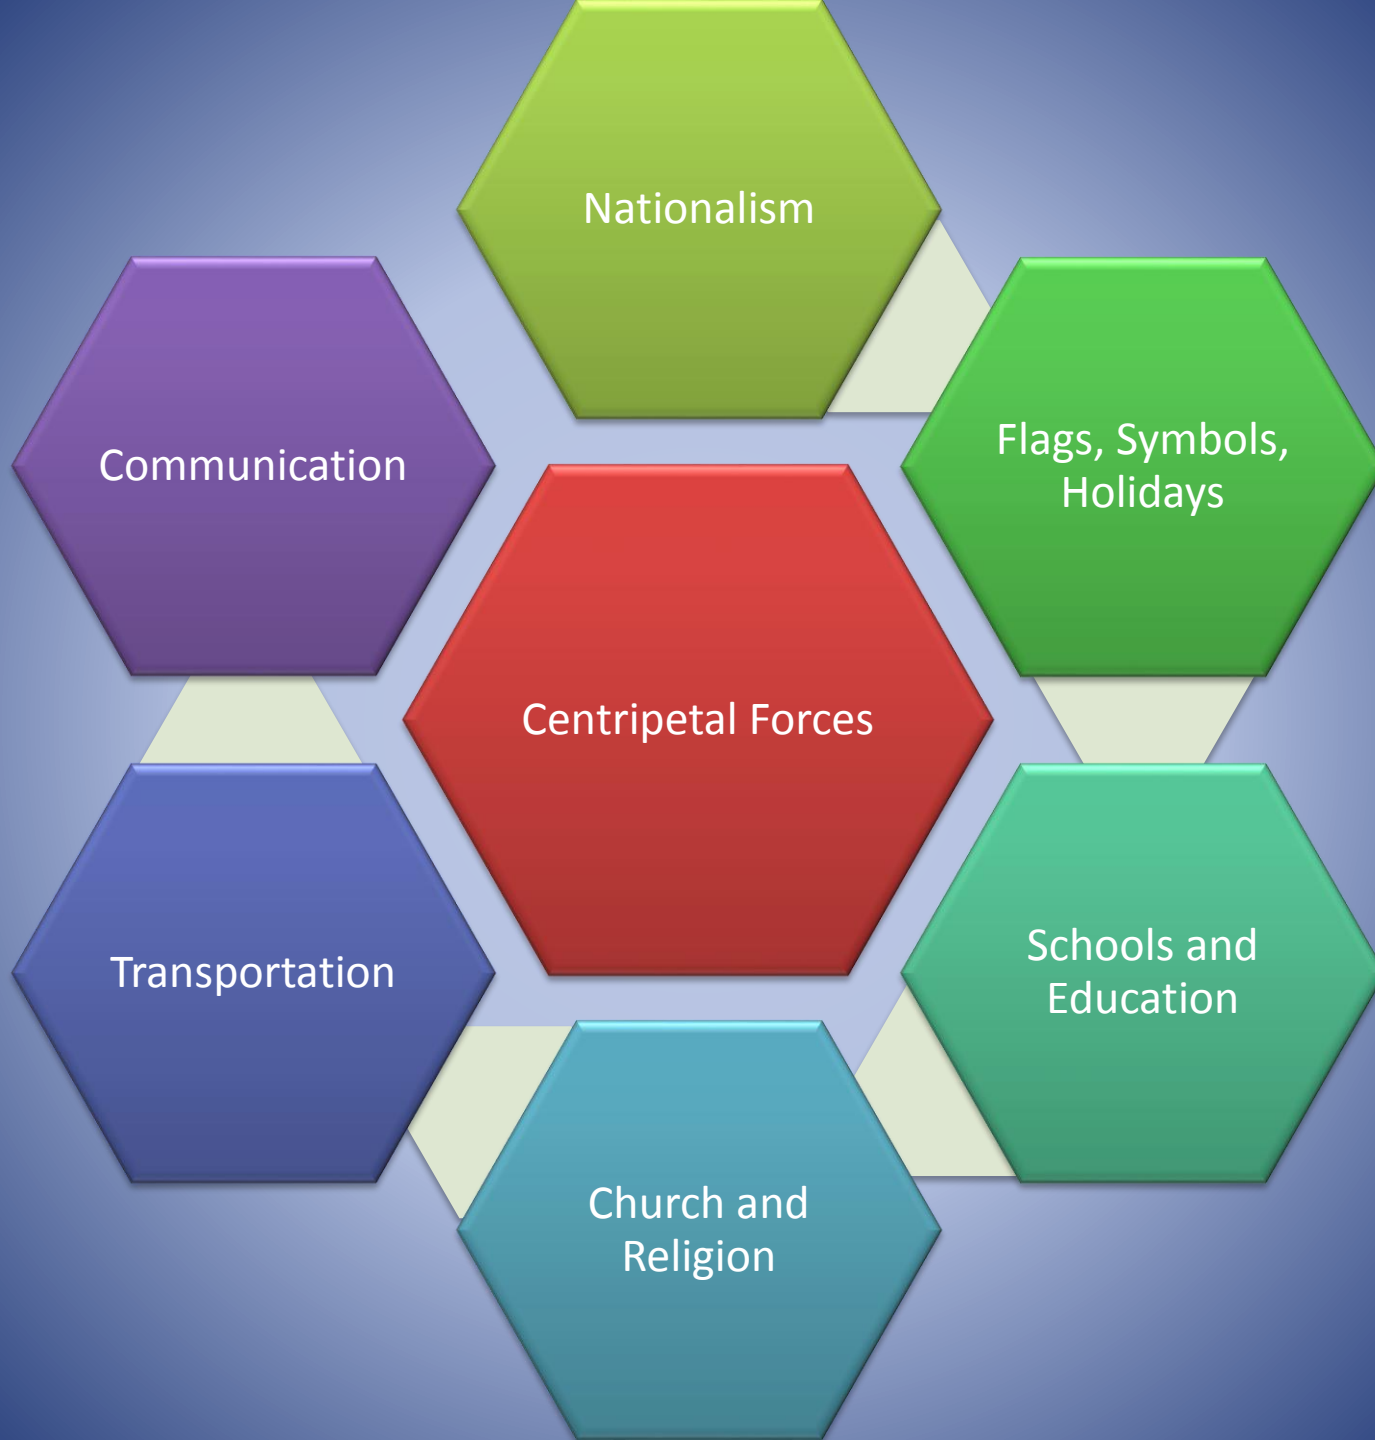 Nationalism
Flags, Symbols,
Holidays
Schools and
Education
Church and
Religion
Transportation
Communication
Centripetal Forces